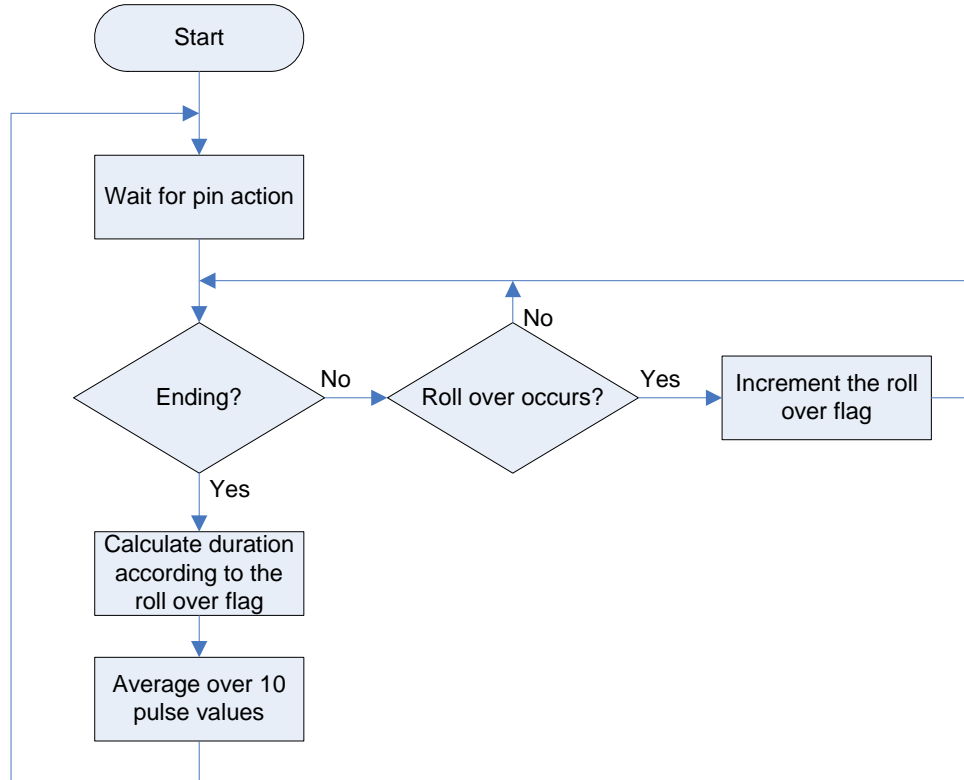 Start
Wait for pin action
No
Ending?
No
Roll over occurs?
Yes
Increment the roll
over flag
Yes
Calculate duration
according to the
roll over flag
Average over 10
pulse values